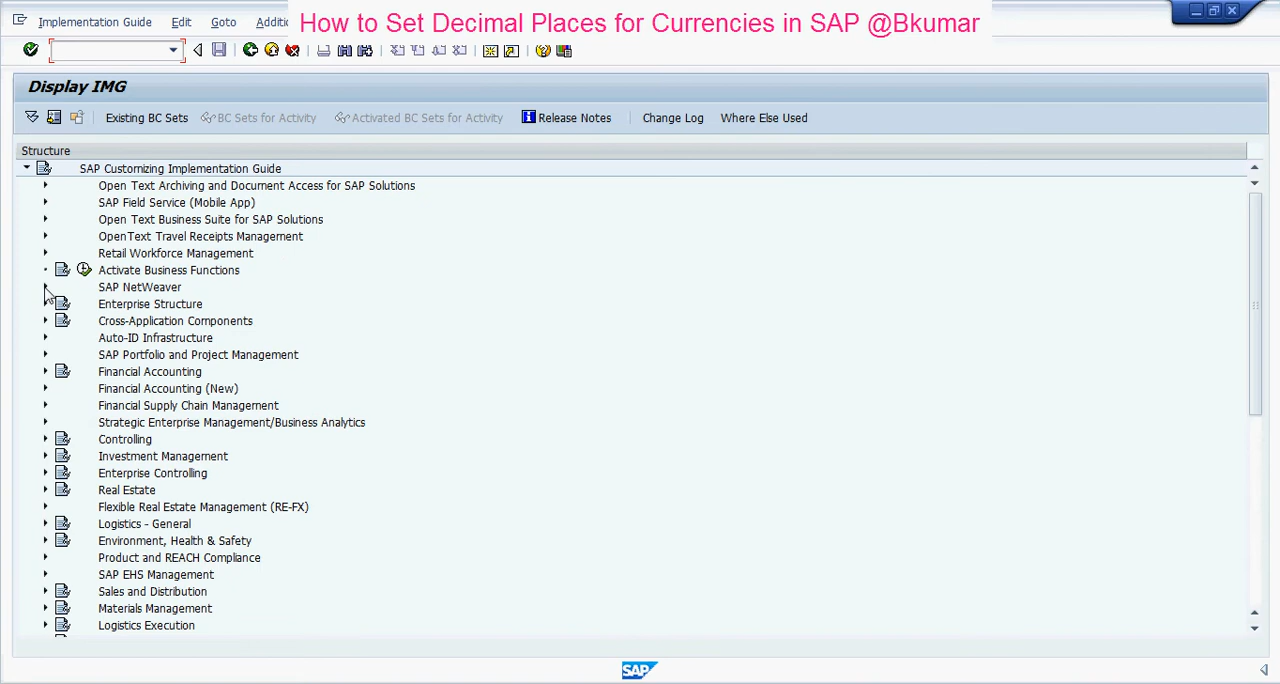 Implementation Guide Edit Goto Additi
How to Set Decimal Places for Currencies in SAP @Bkumar
Display IMG
Existing BC Sets BC Sets for Activity Activated BC Sets for Activity Release Notes Change Log Where Else Used
Structure
SAP Customizing Implementation Guide
Open Text Archiving and Document Access for SAP Solutions
SAP Field Service (Mobile App)
Open Text Business Suite for SAP Solutions
OpenText Travel Receipts Management
Retail Workforce Management
Activate Business Functions
SAP NetWeaver
Enterprise Structure
Cross-Application Components
Auto-ID Infrastructure
SAP Portfolio and Project Management
Financial Accounting
Financial Accounting (New)
Financial Supply Chain Management
Strategic Enterprise Management/Business Analytics
Controlling
Investment Management
Enterprise Controlling
Real Estate
Flexible Real Estate Management (RE-FX)
Logistics - General
Environment, Health & Safety
Product and REACH Compliance
SAP EHS Management
Sales and Distribution
Materials Management
Logistics Execution
SAP